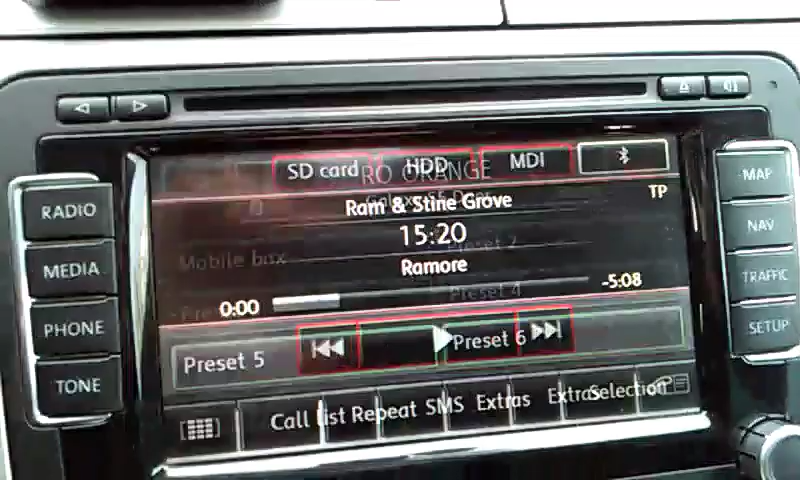 SD card HDD MDI
RO ORANGE
TP
Ram & Stine Grove
15:20
Preset 2
Mobile box
Ramore
Preset 4
0:00 -5:08
Preset 5 Preset 6
Call list Repeat SMS Extras Extras Selection
RADIO
MEDIA
PHONE
TONE
MAP
NAV
TRAFFIC
SETUP